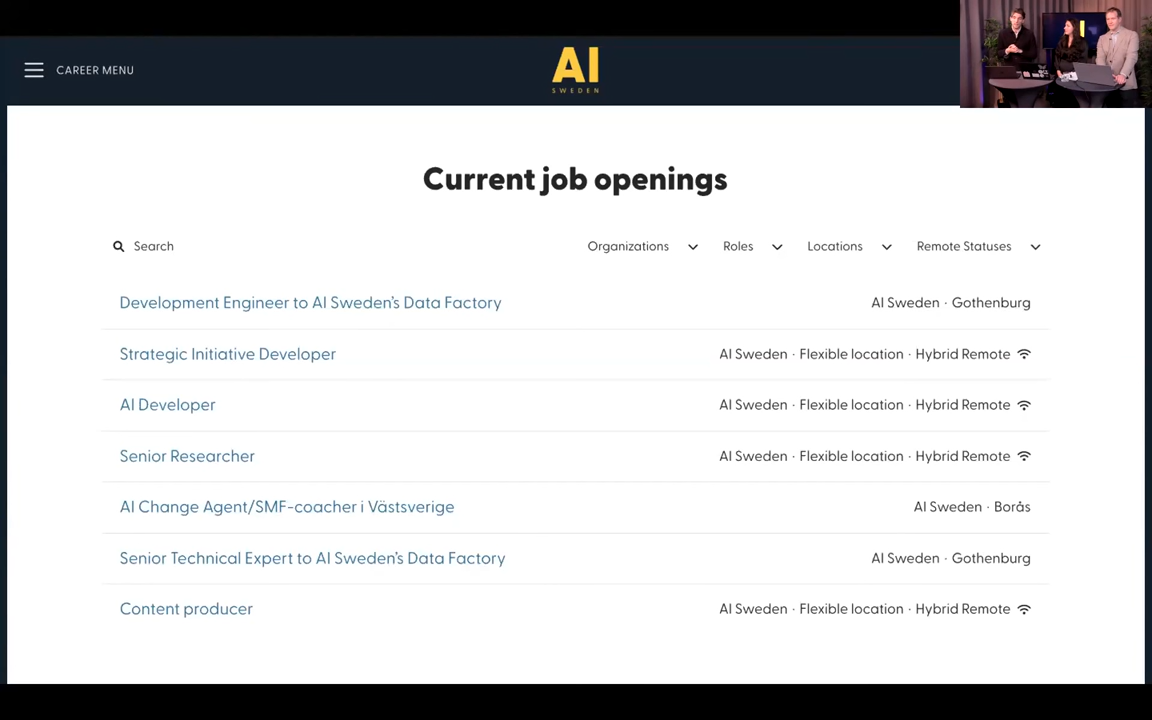 CAREER MENU
AI
SWEDEN
Current job openings
Search
Organizations
Roles
Locations
Remote Statuses
Development Engineer to AI Sweden's Data Factory
AI Sweden · Gothenburg
Strategic Initiative Developer
AI Sweden · Flexible location · Hybrid Remote
AI Developer
AI Sweden · Flexible location · Hybrid Remote
Senior Researcher
AI Sweden · Flexible location · Hybrid Remote
AI Change Agent/SMF-coacher i Västsverige
AI Sweden · Borås
Senior Technical Expert to AI Sweden's Data Factory
AI Sweden · Gothenburg
Content producer
AI Sweden · Flexible location · Hybrid Remote